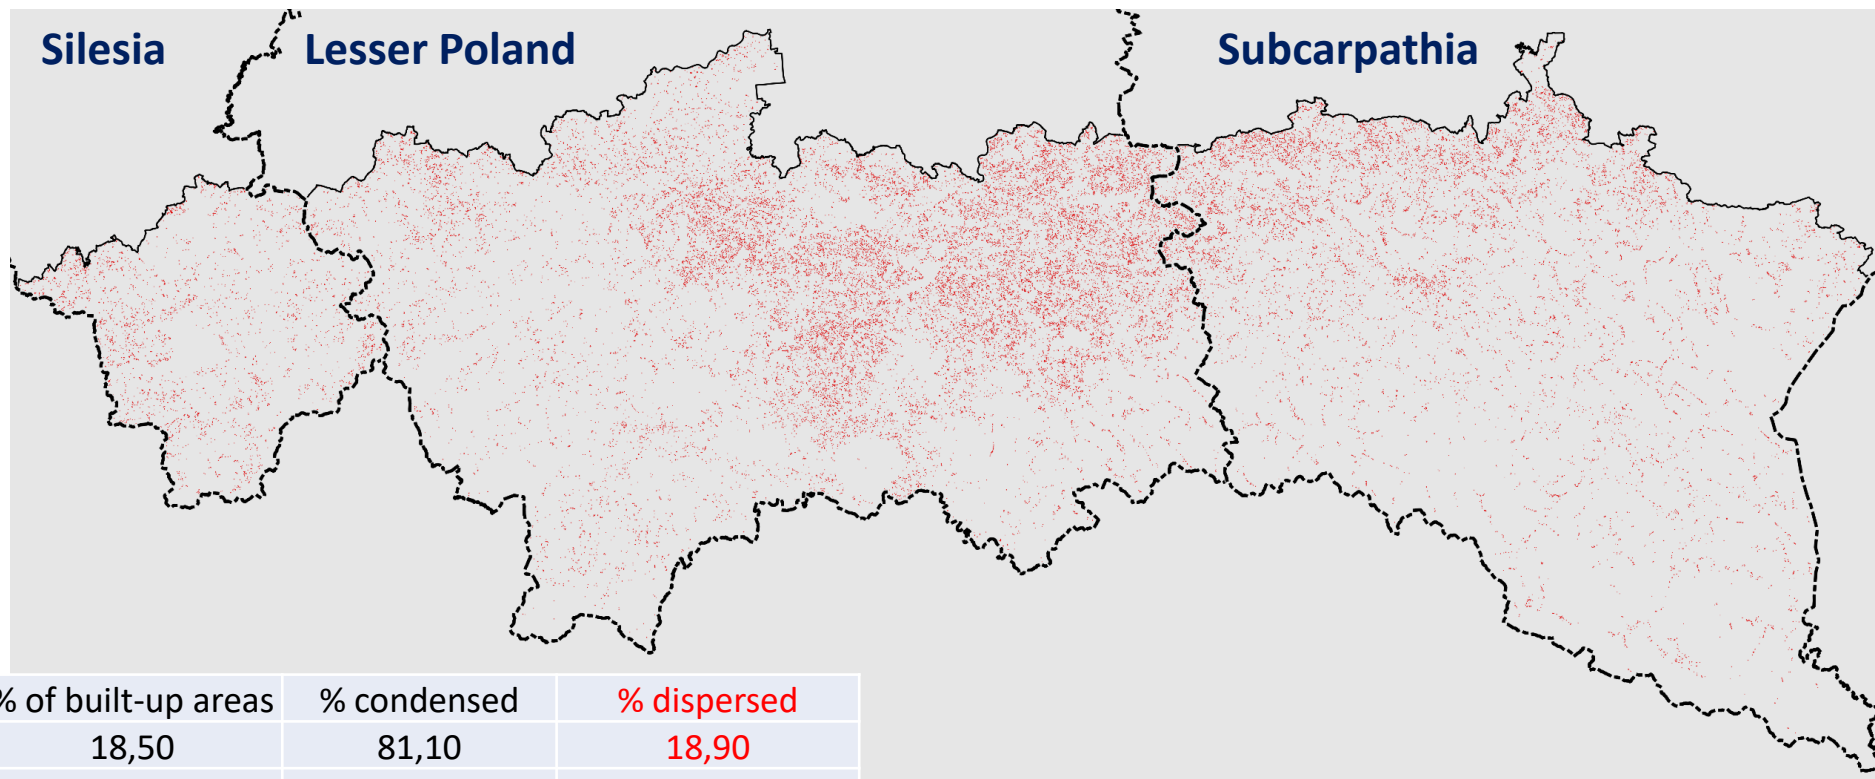 Silesia Lesser Poland Subcarpathia
% of built-up areas % condensed % dispersed
18,50 81,10 18,90